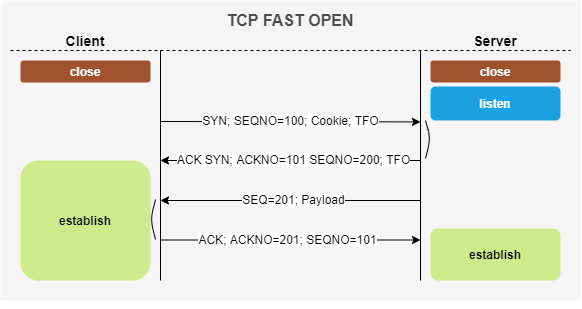 TCP FAST OPEN
Client
Server
close
close
listen
SYN; SEQNO=100; Cookie; TFO
ACK SYN; ACKNO=101 SEQNO=200; TFO
SEQ=201; Payload
establish
ACK; ACKNO=201; SEQNO=101
establish